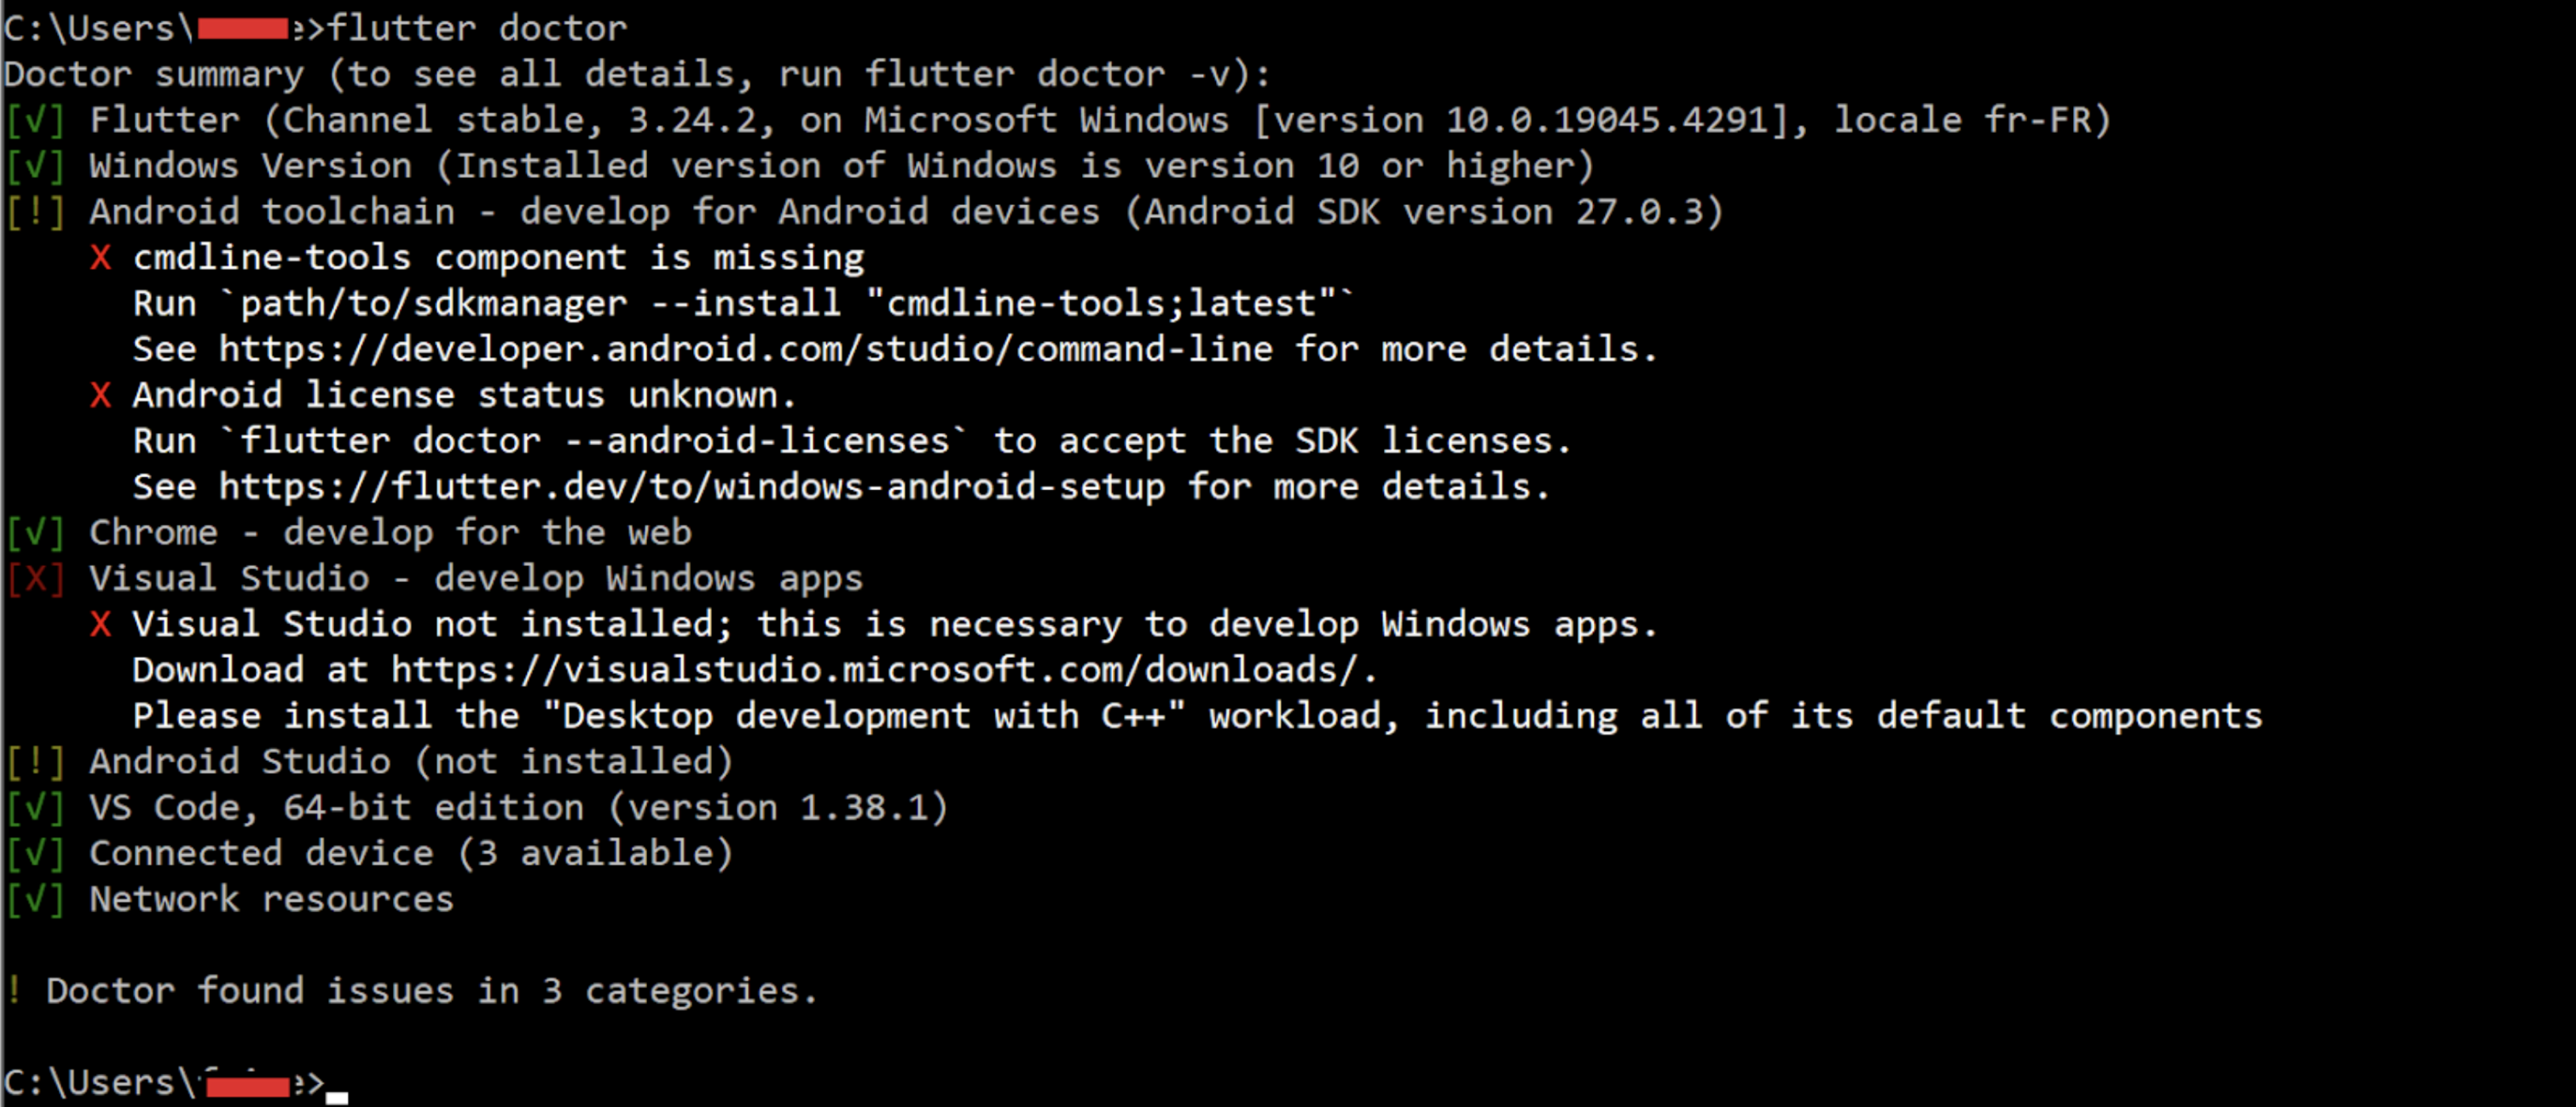 C:\Users\ e>flutter doctor
Doctor summary (to see all details, run flutter doctor -v):
[√] Flutter (Channel stable, 3.24.2, on Microsoft Windows [version 10.0.19045.4291], locale fr-FR)
[√] Windows Version (Installed version of Windows is version 10 or higher)
[!] Android toolchain - develop for Android devices (Android SDK version 27.0.3)
    X cmdline-tools component is missing
      Run `path/to/sdkmanager --install "cmdline-tools;latest"`
      See https://developer.android.com/studio/command-line for more details.
    X Android license status unknown.
      Run `flutter doctor --android-licenses` to accept the SDK licenses.
      See https://flutter.dev/to/windows-android-setup for more details.
[√] Chrome - develop for the web
[X] Visual Studio - develop Windows apps
    X Visual Studio not installed; this is necessary to develop Windows apps.
      Download at https://visualstudio.microsoft.com/downloads/.
      Please install the "Desktop development with C++" workload, including all of its default components
[!] Android Studio (not installed)
[√] VS Code, 64-bit edition (version 1.38.1)
[√] Connected device (3 available)
[√] Network resources
! Doctor found issues in 3 categories.
C:\Users\ e>